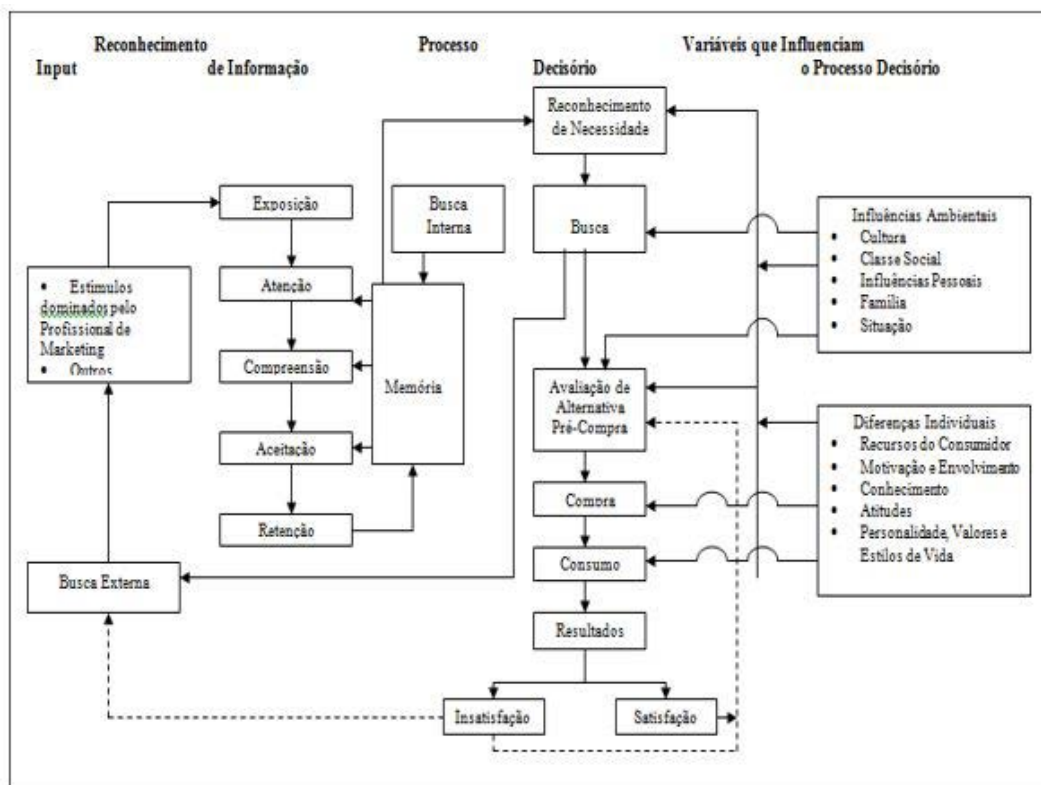 Reconhecimento Processo Variáveis que Influenciam
Input de Informação Decisório o Processo Decisório
Reconhecimento
de Necessidade
Exposição
Busca
Interna
Busca
Influências Ambientais
• Cultura
• Classe Social
• Influências Pessoais
• Família
• Situação
Atenção
• Estímulos
dominados pelo
Profissional de
Marketing
• Outros
Compreensão
Memória
Avaliação de
Alternativa
Pré-Compra
Aceitação
Diferenças Individuais
• Recursos do Consumidor
• Motivação e Envolvimento
• Conhecimento
• Atitudes
• Personalidade, Valores e
Estilos de Vida
Compra
Retenção
Consumo
Busca Externa
Resultados
Insatisfação
Satisfação